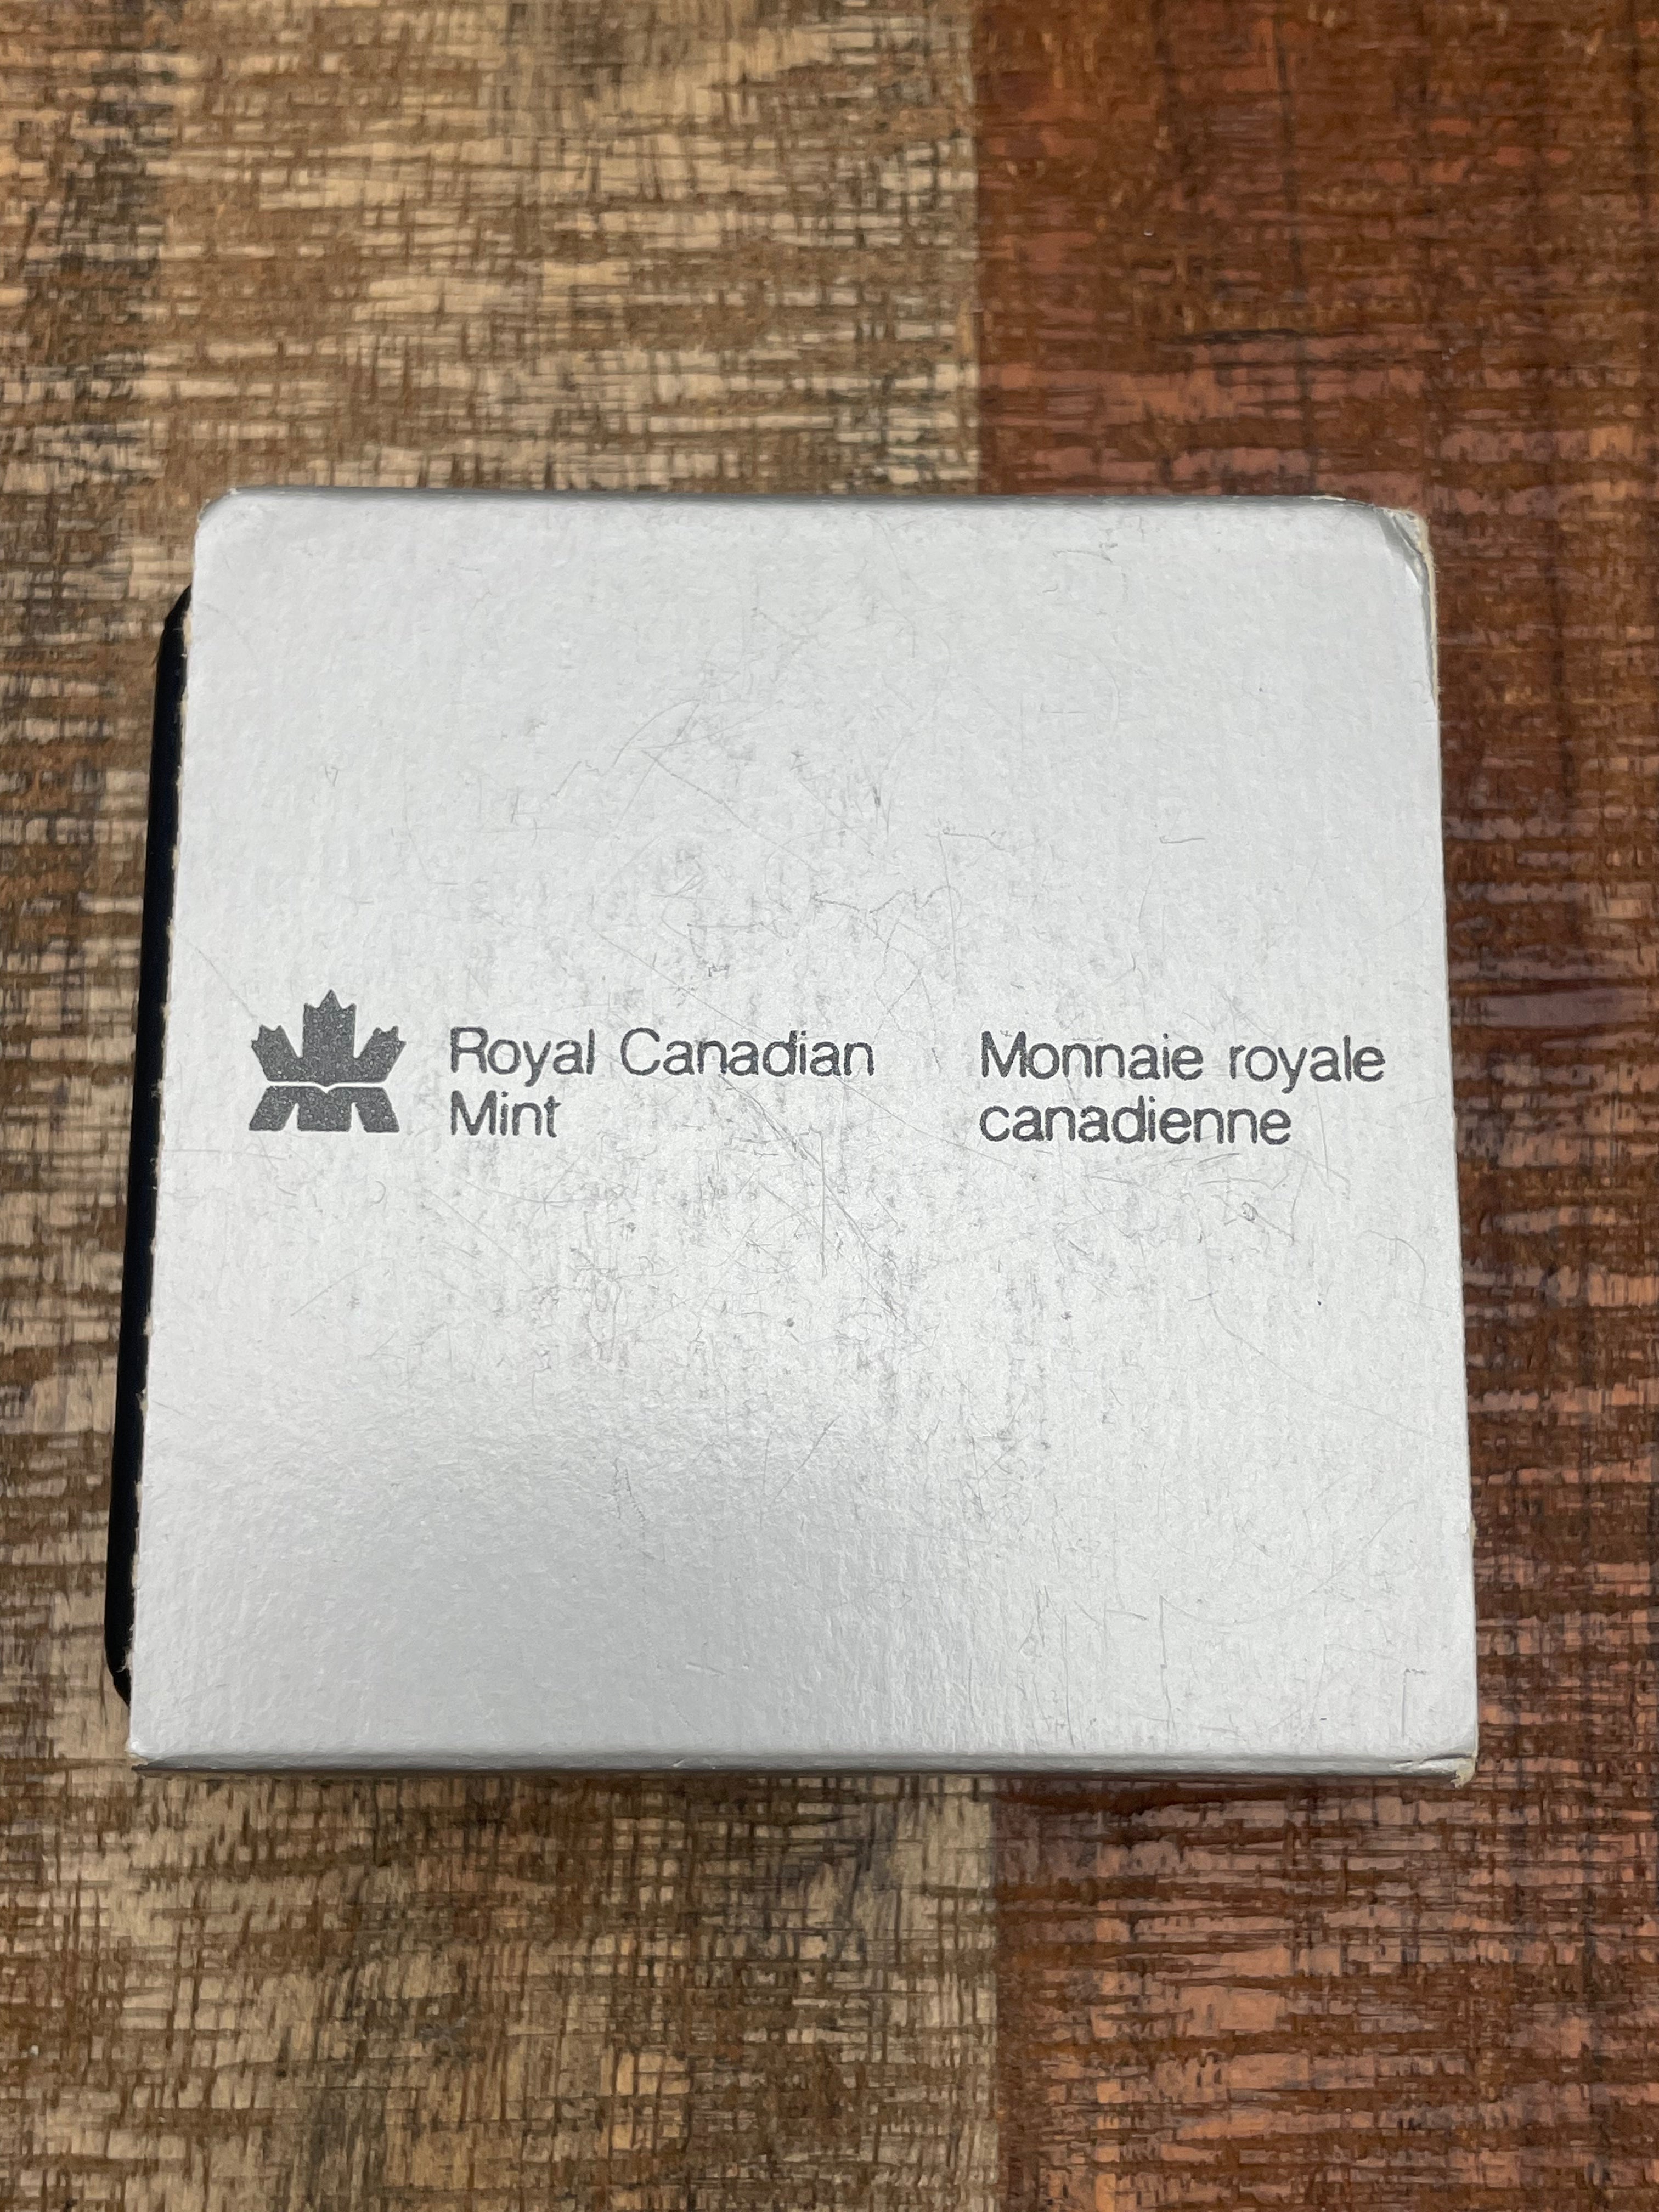 Royal Canadian
Mint
Monnaie royale
canadienne